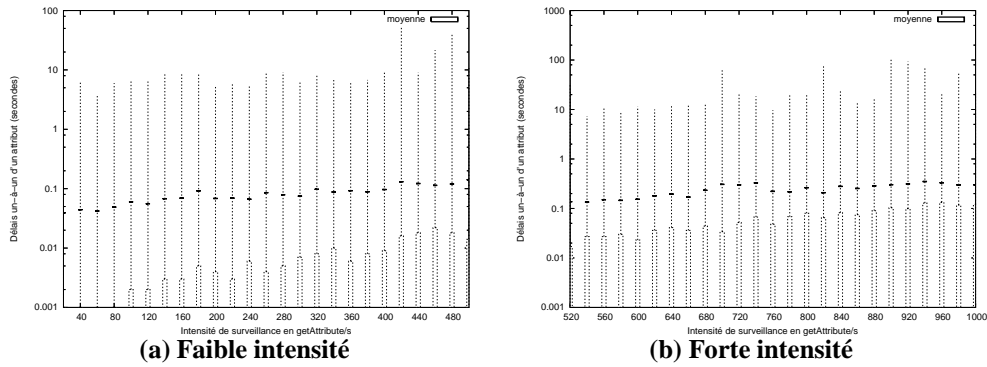 100
10
1
0.1
0.01
0.001
Délais un-à-un d'un attribut (secondes)
moyenne
40 80 120 160 200 240 280 320 360 400 440 480
Intensité de surveillance en getAttribute/s
(a) Faible intensité
1000
100
10
1
0.1
0.01
0.001
Délais un-à-un d'un attribut (secondes)
moyenne
520 560 600 640 680 720 760 800 840 880 920 960 1000
Intensité de surveillance en getAttribute/s
(b) Forte intensité